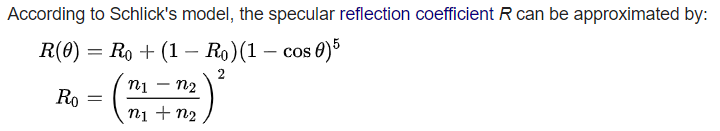 According to Schlick's model, the specular reflection coefficient R can be approximated by:
R(θ) = R₀ + (1 − R₀)(1 − cos θ)⁵
R₀ = ((n₁ − n₂)/(n₁ + n₂))²